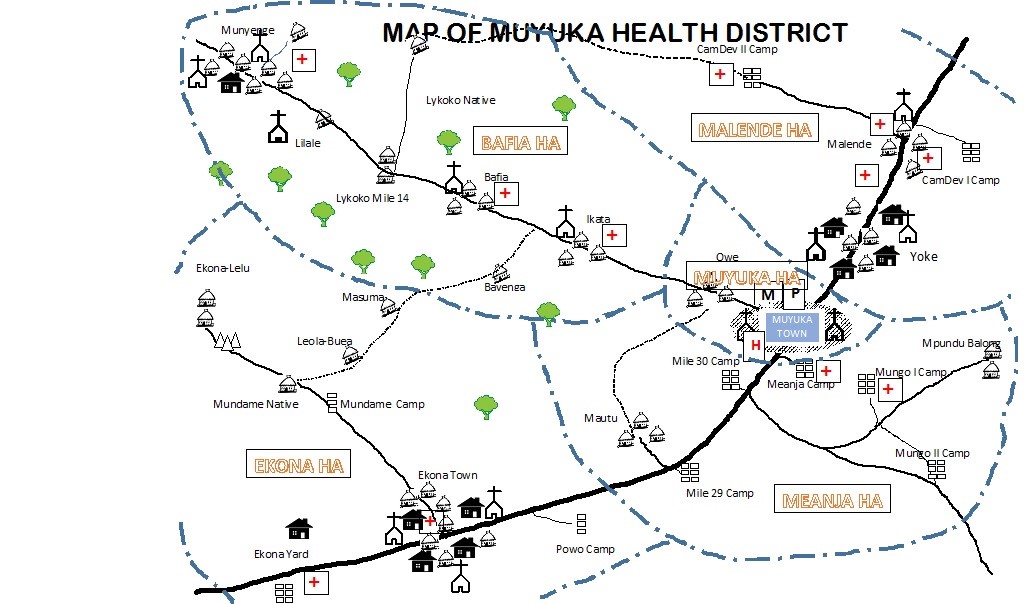 MAP OF MUYUKA HEALTH DISTRICT
Munyenge
CamDev II Camp
Lykoko Native
MALENDE HA
BAFIA HA
Lilale
Malende
Bafia
CamDev I Camp
Lykoko Mile 14
Ikata
Yoke
Owe
Ekona-Lelu
MUYUKA HA
Bavenga
Masuma
M
P
MUYUKA
TOWN
Leola-Buea
H
Mpundu Balong
Mile 30 Camp
Meanja Camp
Mungo I Camp
Mundame Native
Mundame Camp
Mautu
Mungo II Camp
EKONA HA
Ekona Town
Mile 29 Camp
MEANJA HA
Ekona Yard
Powo Camp